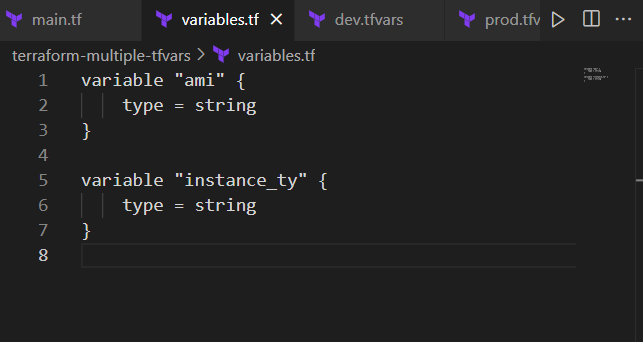 main.tf variables.tf dev.tfvars prod.tfv
terraform-multiple-tfvars > variables.tf
1 variable "ami" {
2 type = string
3 }
4
5 variable "instance_ty" {
6 type = string
7 }
8